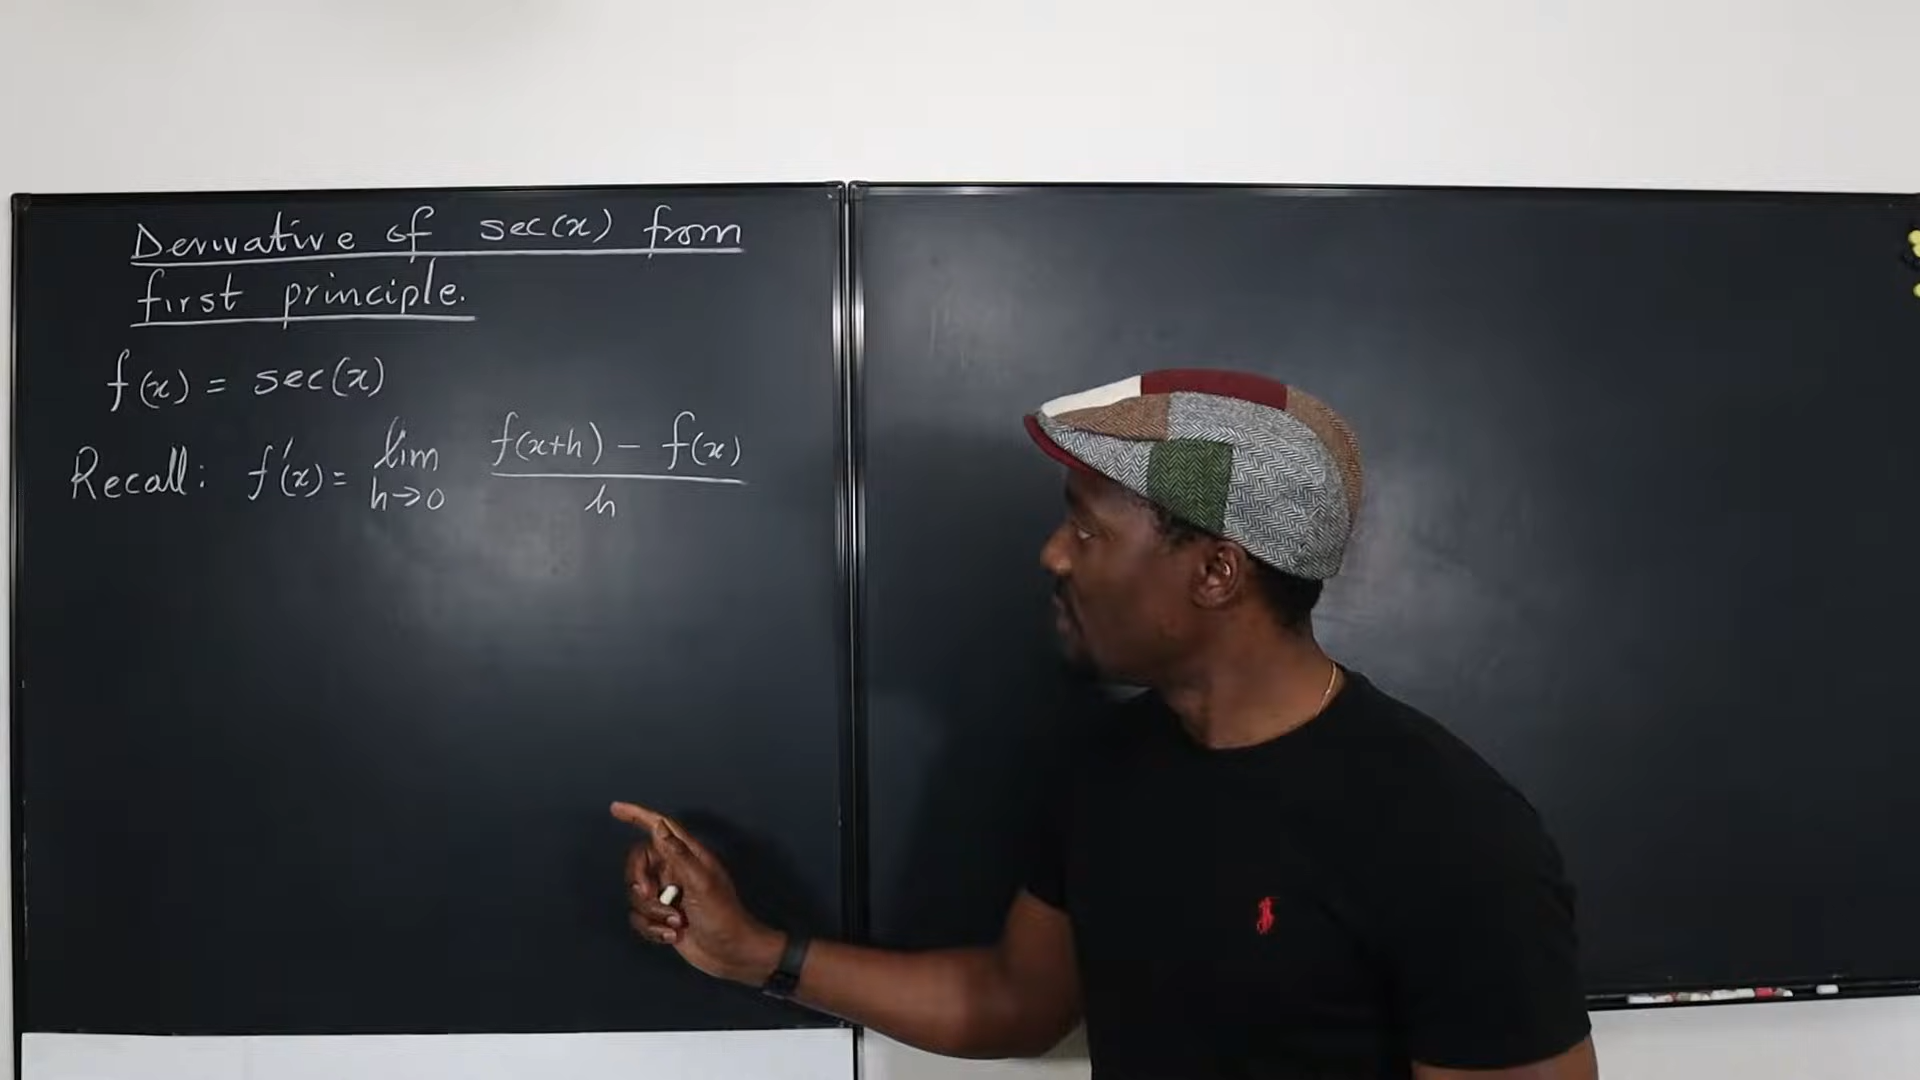 Derivative of sec(x) from
first principle.
f(x) = sec(x)
Recall: f'(x) = lim h→0 f(x+h) - f(x) / h